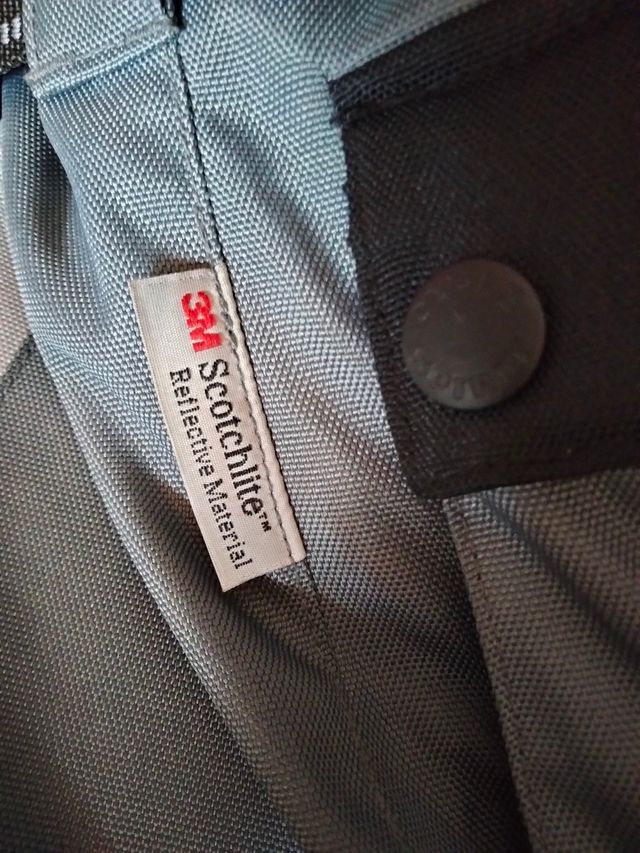 3M
Scotchlite™
Reflective Material